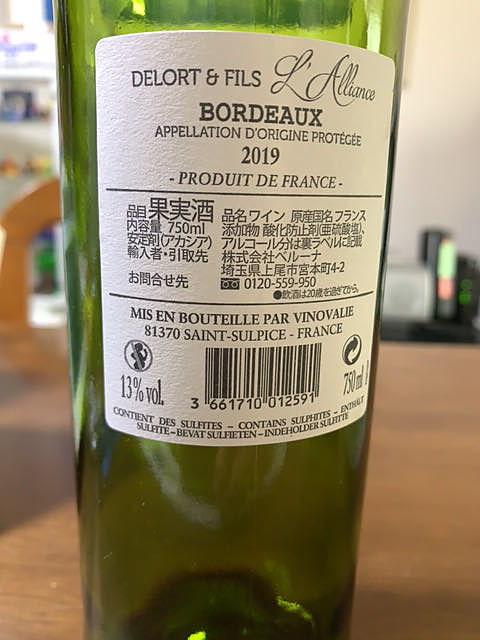 DELORT & FILS L'Alliance
BORDEAUX
APPELLATION D'ORIGINE PROTÉGÉE
2019
- PRODUIT DE FRANCE -
品目 果実酒 品名 ワイン 原産国名 フランス
内容量 750ml 添加物 酸化防止剤(亜硫酸塩)、
安定剤(アカシア) アルコール分は裏ラベルに記載
輸入者・引取先 株式会社ベルーナ
埼玉県上尾市宮本町4-2
お問合せ先 0120-559-950
●飲酒は20歳を過ぎてから。
MIS EN BOUTEILLE PAR VINOVALIE
81370 SAINT-SULPICE - FRANCE
13% vol.
3 661710 012591
750 ml e
CONTIENT DES SULFITES – CONTAINS SULPHITES – ENTHÄLT
SULFITE – BEVAT SULFIETEN – INDEHOLDER SULFITTE